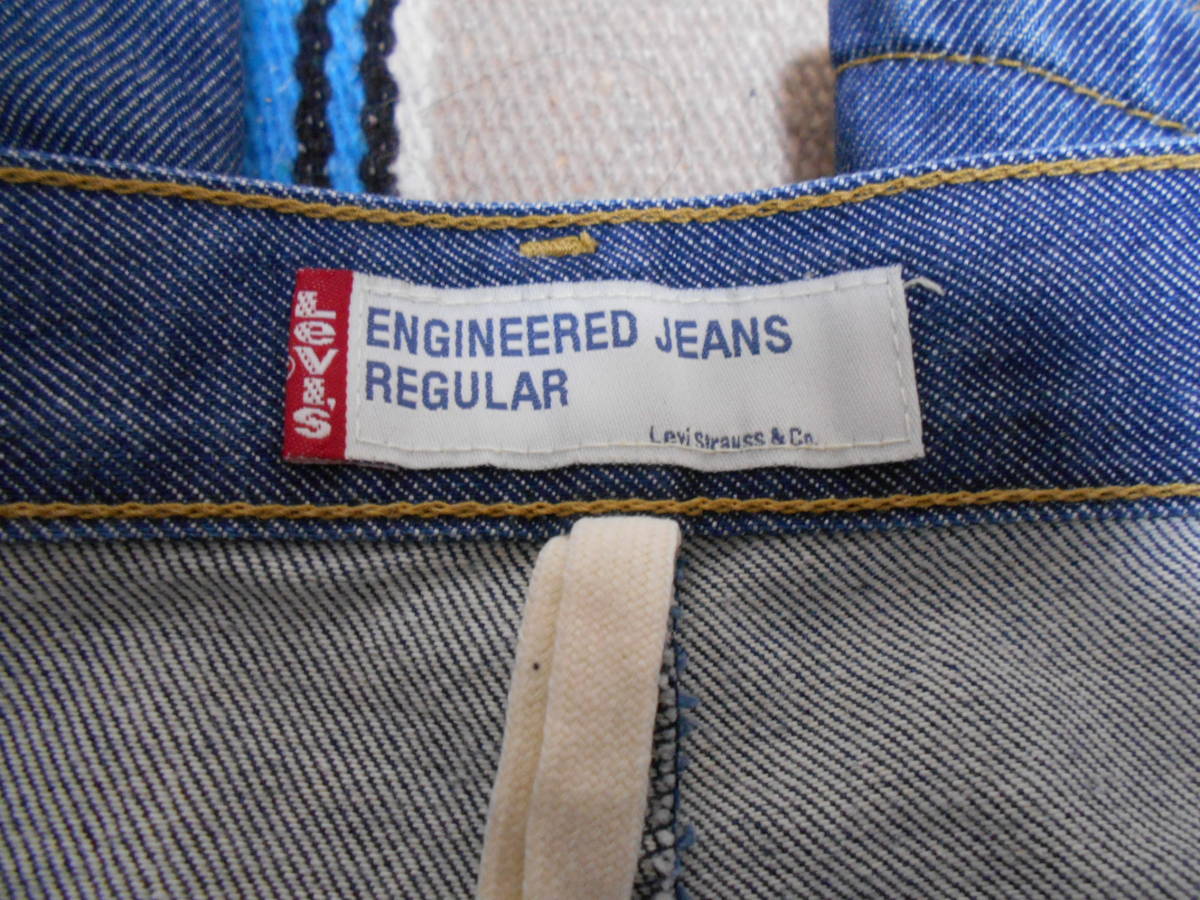 LEVI'S
ENGINEERED JEANS
REGULAR
Levi Strauss & Co.